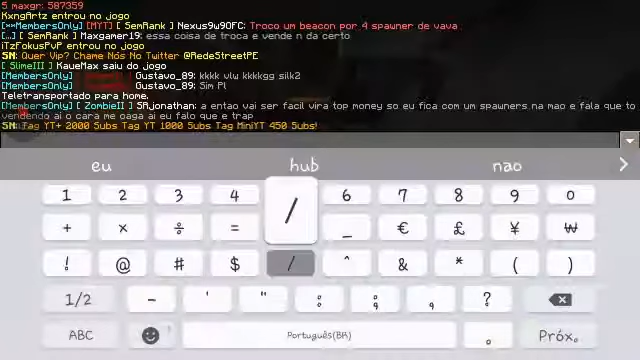 5 maxgr: 587359
KxngArtz entrou no jogo
[MembersOnly] [MYT] [ SemRank ] Nexus9w90FC: Troco um beacon por 4 spawner de vava
[ SemRank ] Maxgamer19: essa coisa de troca e vende n da certo
iTzFokusPvP entrou no jogo
SN: Quer Vip? Chame Nós No Twitter @RedeStreetPE
[ SlimeIII ] KaueMax saiu do jogo
[MembersOnly] Gustavo_89: kkkk vlw kkkkgg silk2
[MembersOnly] Gustavo_89: Sim Pl
Teletransportado para home.
[MembersOnly] [ ZombieII ] SRjonathan: a entao vai ser facil vira top money so eu fica com um spawners na mao e fala que to
vendendo ai o cara me paga ai eu falo que e trap
SN: Tag YT+ 2000 Subs Tag YT 1000 Subs Tag MiniYT 450 Subs!
eu hub nao >
1 2 3 4 / 6 7 8 9 0
+ × ÷ = _ € £ ¥ ₩
! @ # $ / ^ & * ( )
1/2 - ' " : ; , ?
ABC Português(BR) . Próx.